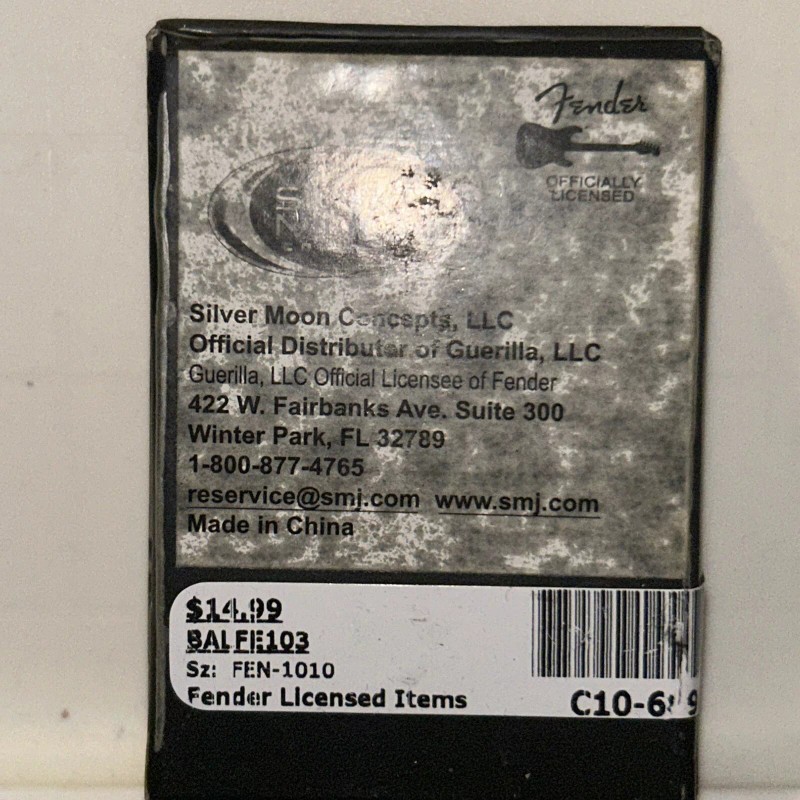 Fender
OFFICIALLY
LICENSED
Silver Moon Concepts, LLC
Official Distributor of Guerilla, LLC
Guerilla, LLC Official Licensee of Fender
422 W. Fairbanks Ave. Suite 300
Winter Park, FL 32789
1-800-877-4765
reservice@smj.com www.smj.com
Made in China
$14.99
BALFE103
Sz: FEN-1010
Fender Licensed Items